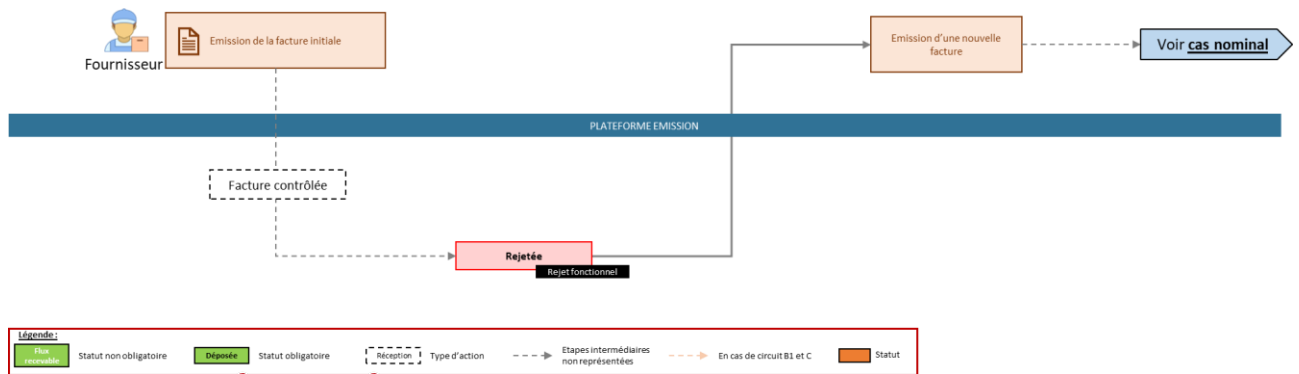 Emission de la facture initiale
Fournisseur
Emission d'une nouvelle
facture
Voir cas nominal
PLATEFORME EMISSION
Facture contrôlée
Rejetée
Rejet fonctionnel
Légende :
Flux
recevable
Statut non obligatoire
Déposée
Statut obligatoire
Réception
Type d'action
Etapes intermédiaires
non représentées
En cas de circuit B1 et C
Statut